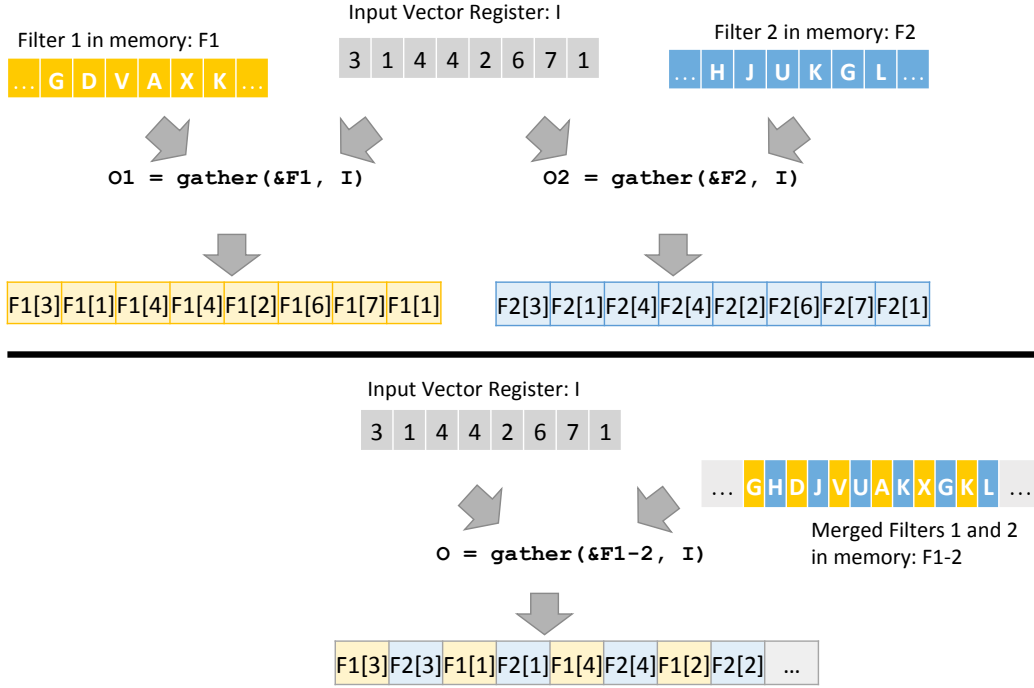 Input Vector Register: I
Filter 1 in memory: F1
Filter 2 in memory: F2
3 1 4 4 2 6 7 1
... G D V A X K ...
... H J U K G L ...
O1 = gather(&F1, I)
O2 = gather(&F2, I)
F1[3] F1[1] F1[4] F1[4] F1[2] F1[6] F1[7] F1[1]
F2[3] F2[1] F2[4] F2[4] F2[2] F2[6] F2[7] F2[1]
Input Vector Register: I
3 1 4 4 2 6 7 1
... G H D J V U A K X G K L ...
Merged Filters 1 and 2
in memory: F1-2
O = gather(&F1-2, I)
F1[3] F2[3] F1[1] F2[1] F1[4] F2[4] F1[2] F2[2] ...